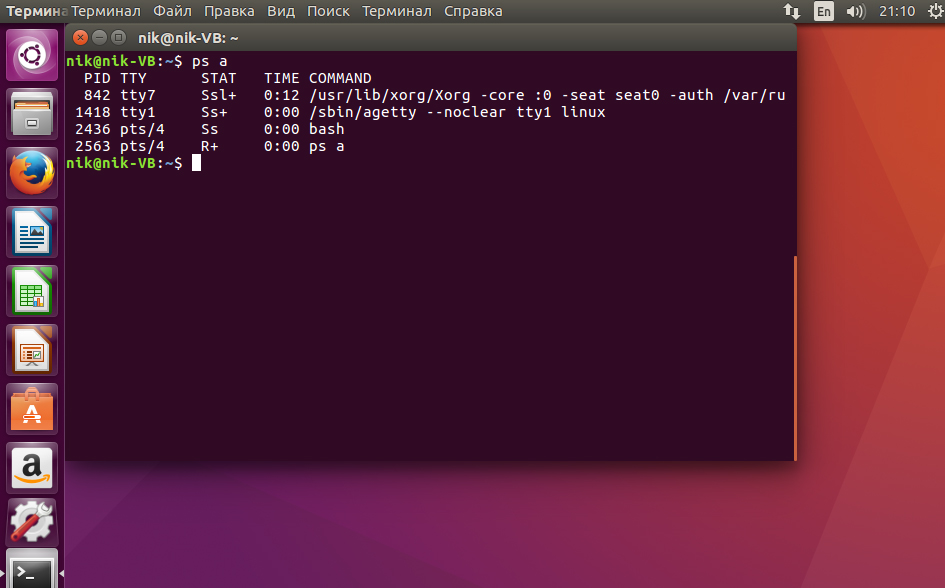 Термина Терминал Файл Правка Вид Поиск Терминал Справка En 21:10
nik@nik-VB: ~
nik@nik-VB:~$ ps a
  PID TTY      STAT   TIME COMMAND
  842 tty7     Ssl+   0:12 /usr/lib/xorg/Xorg -core :0 -seat seat0 -auth /var/ru
 1418 tty1     Ss+    0:00 /sbin/agetty --noclear tty1 linux
 2436 pts/4    Ss     0:00 bash
 2563 pts/4    R+     0:00 ps a
nik@nik-VB:~$